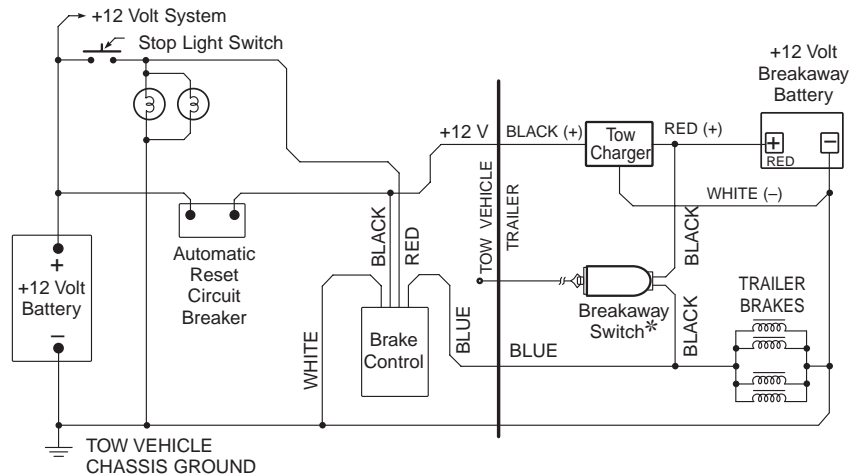 +12 Volt System
Stop Light Switch
+12 Volt
Breakaway
Battery
+12 V
BLACK (+)
Tow
Charger
RED (+)
+
−
RED
WHITE (–)
TOW VEHICLE
TRAILER
BLACK
BLACK
RED
Automatic
Reset
Circuit
Breaker
+
+12 Volt
Battery
−
WHITE
Brake
Control
BLUE
Breakaway
Switch*
BLACK
TRAILER
BRAKES
BLUE
TOW VEHICLE
CHASSIS GROUND